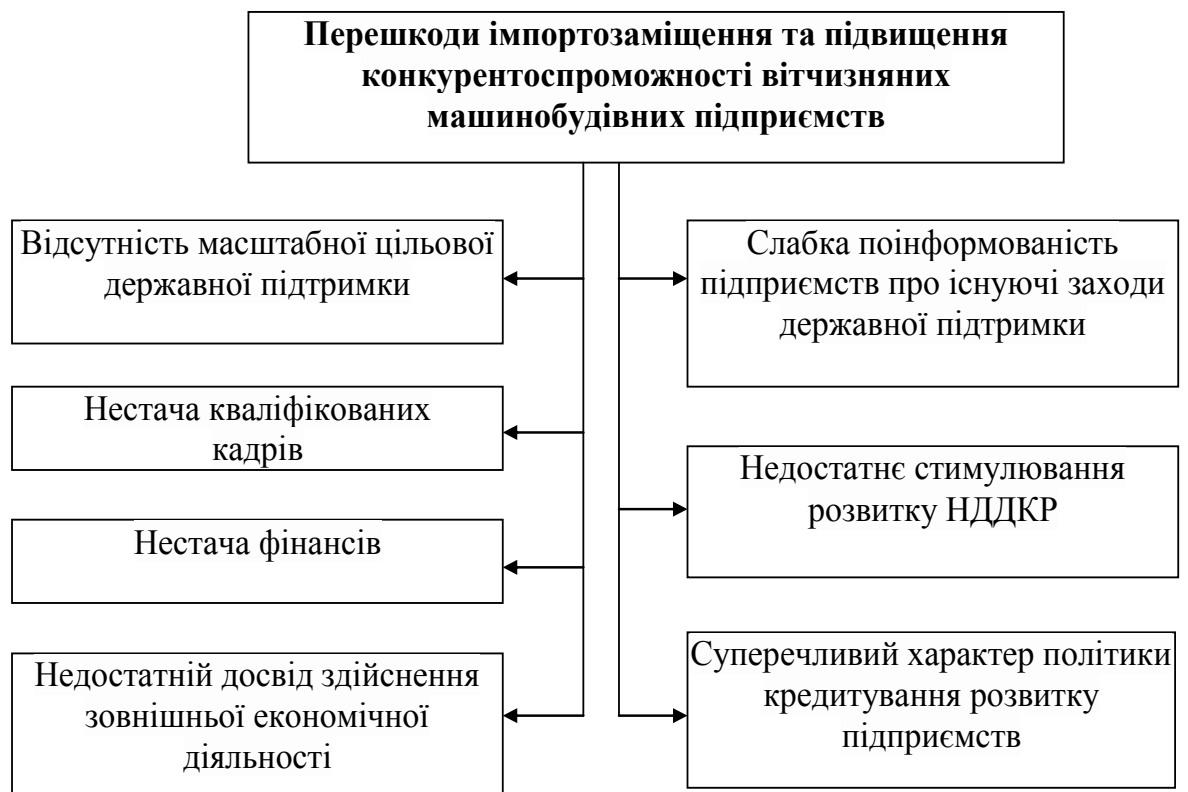 Перешкоди імпортозаміщення та підвищення
конкурентоспроможності вітчизняних
машинобудівних підприємств
Відсутність масштабної цільової
державної підтримки
Нестача кваліфікованих
кадрів
Нестача фінансів
Недостатній досвід здійснення
зовнішньої економічної
діяльності
Слабка поінформованість
підприємств про існуючі заходи
державної підтримки
Недостатнє стимулювання
розвитку НДДКР
Суперечливий характер політики
кредитування розвитку
підприємств